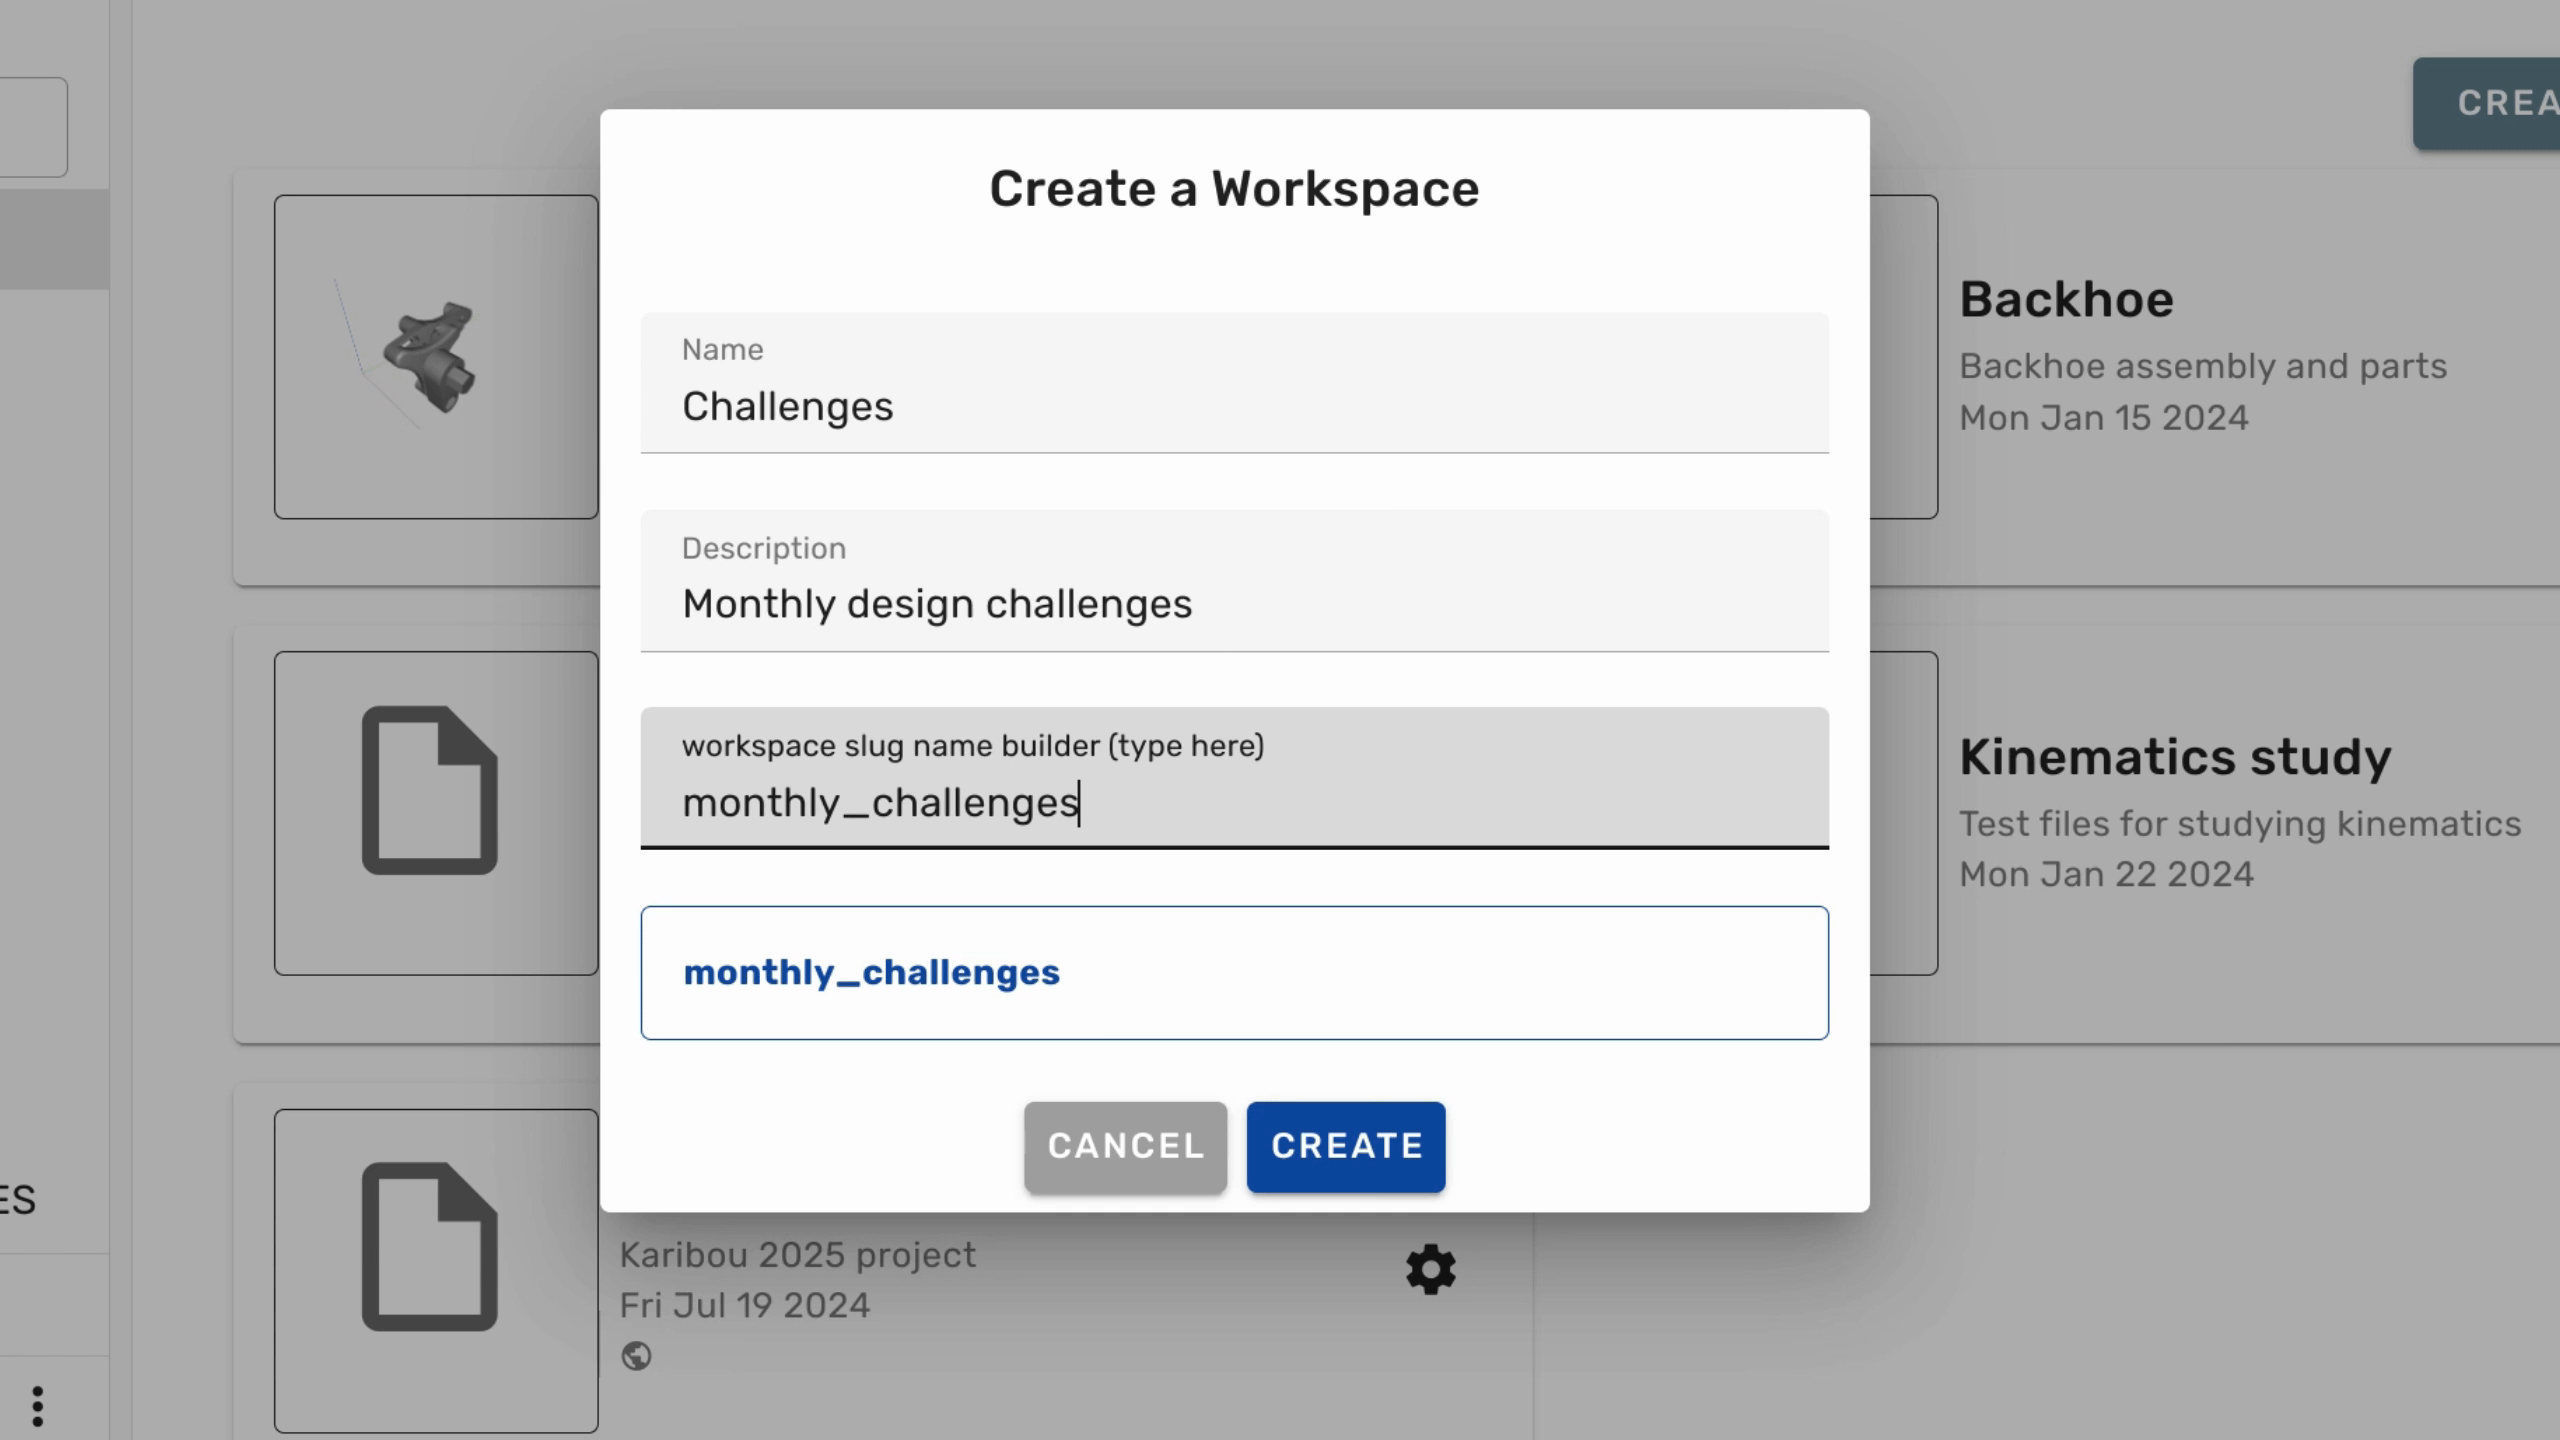 CREA
Create a Workspace
Name
Challenges
Description
Monthly design challenges
workspace slug name builder (type here)
monthly_challenges
monthly_challenges
CANCEL
CREATE
Backhoe
Backhoe assembly and parts
Mon Jan 15 2024
Kinematics study
Test files for studying kinematics
Mon Jan 22 2024
ES
Karibou 2025 project
Fri Jul 19 2024